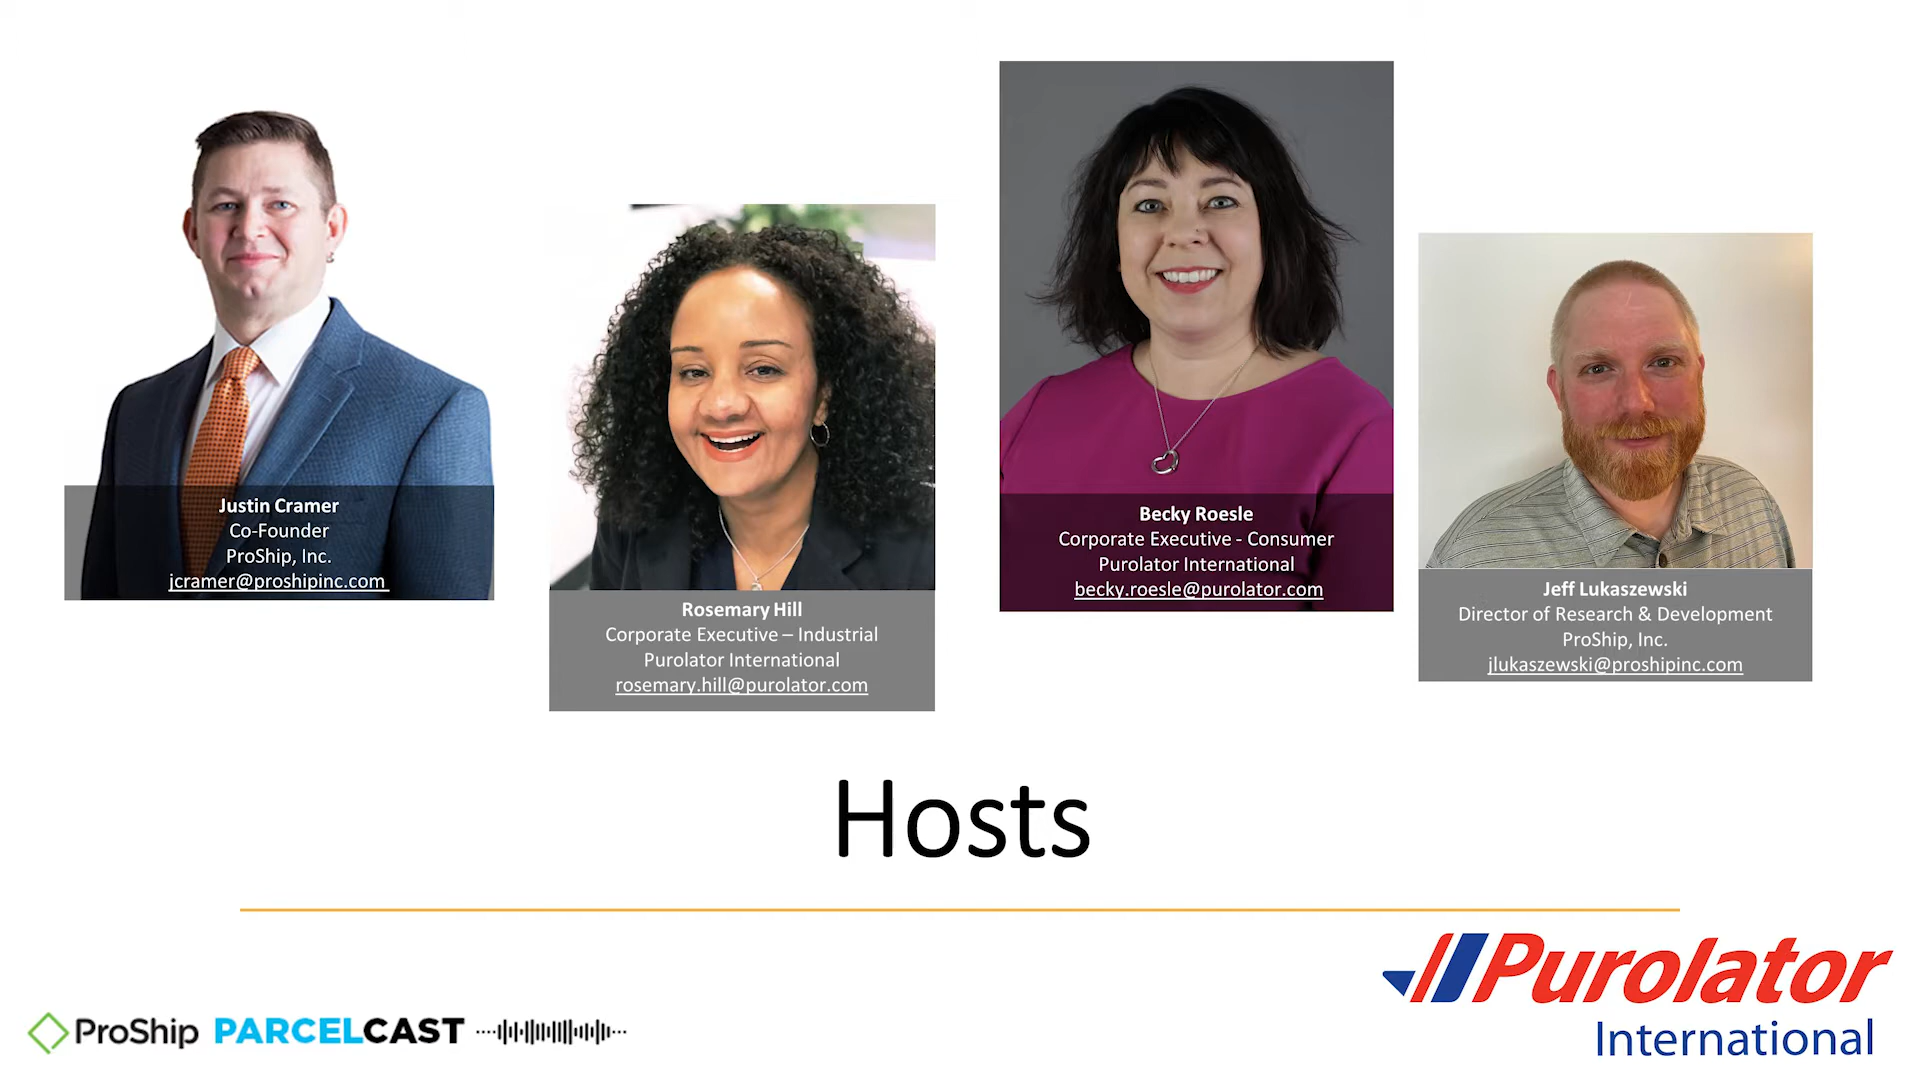 Justin Cramer
Co-Founder
ProShip, Inc.
jcramer@proshipinc.com
Rosemary Hill
Corporate Executive – Industrial
Purolator International
rosemary.hill@purolator.com
Becky Roesle
Corporate Executive - Consumer
Purolator International
becky.roesle@purolator.com
Jeff Lukaszewski
Director of Research & Development
ProShip, Inc.
jlukaszewski@proshipinc.com
Hosts
ProShip PARCELCAST
Purolator
International